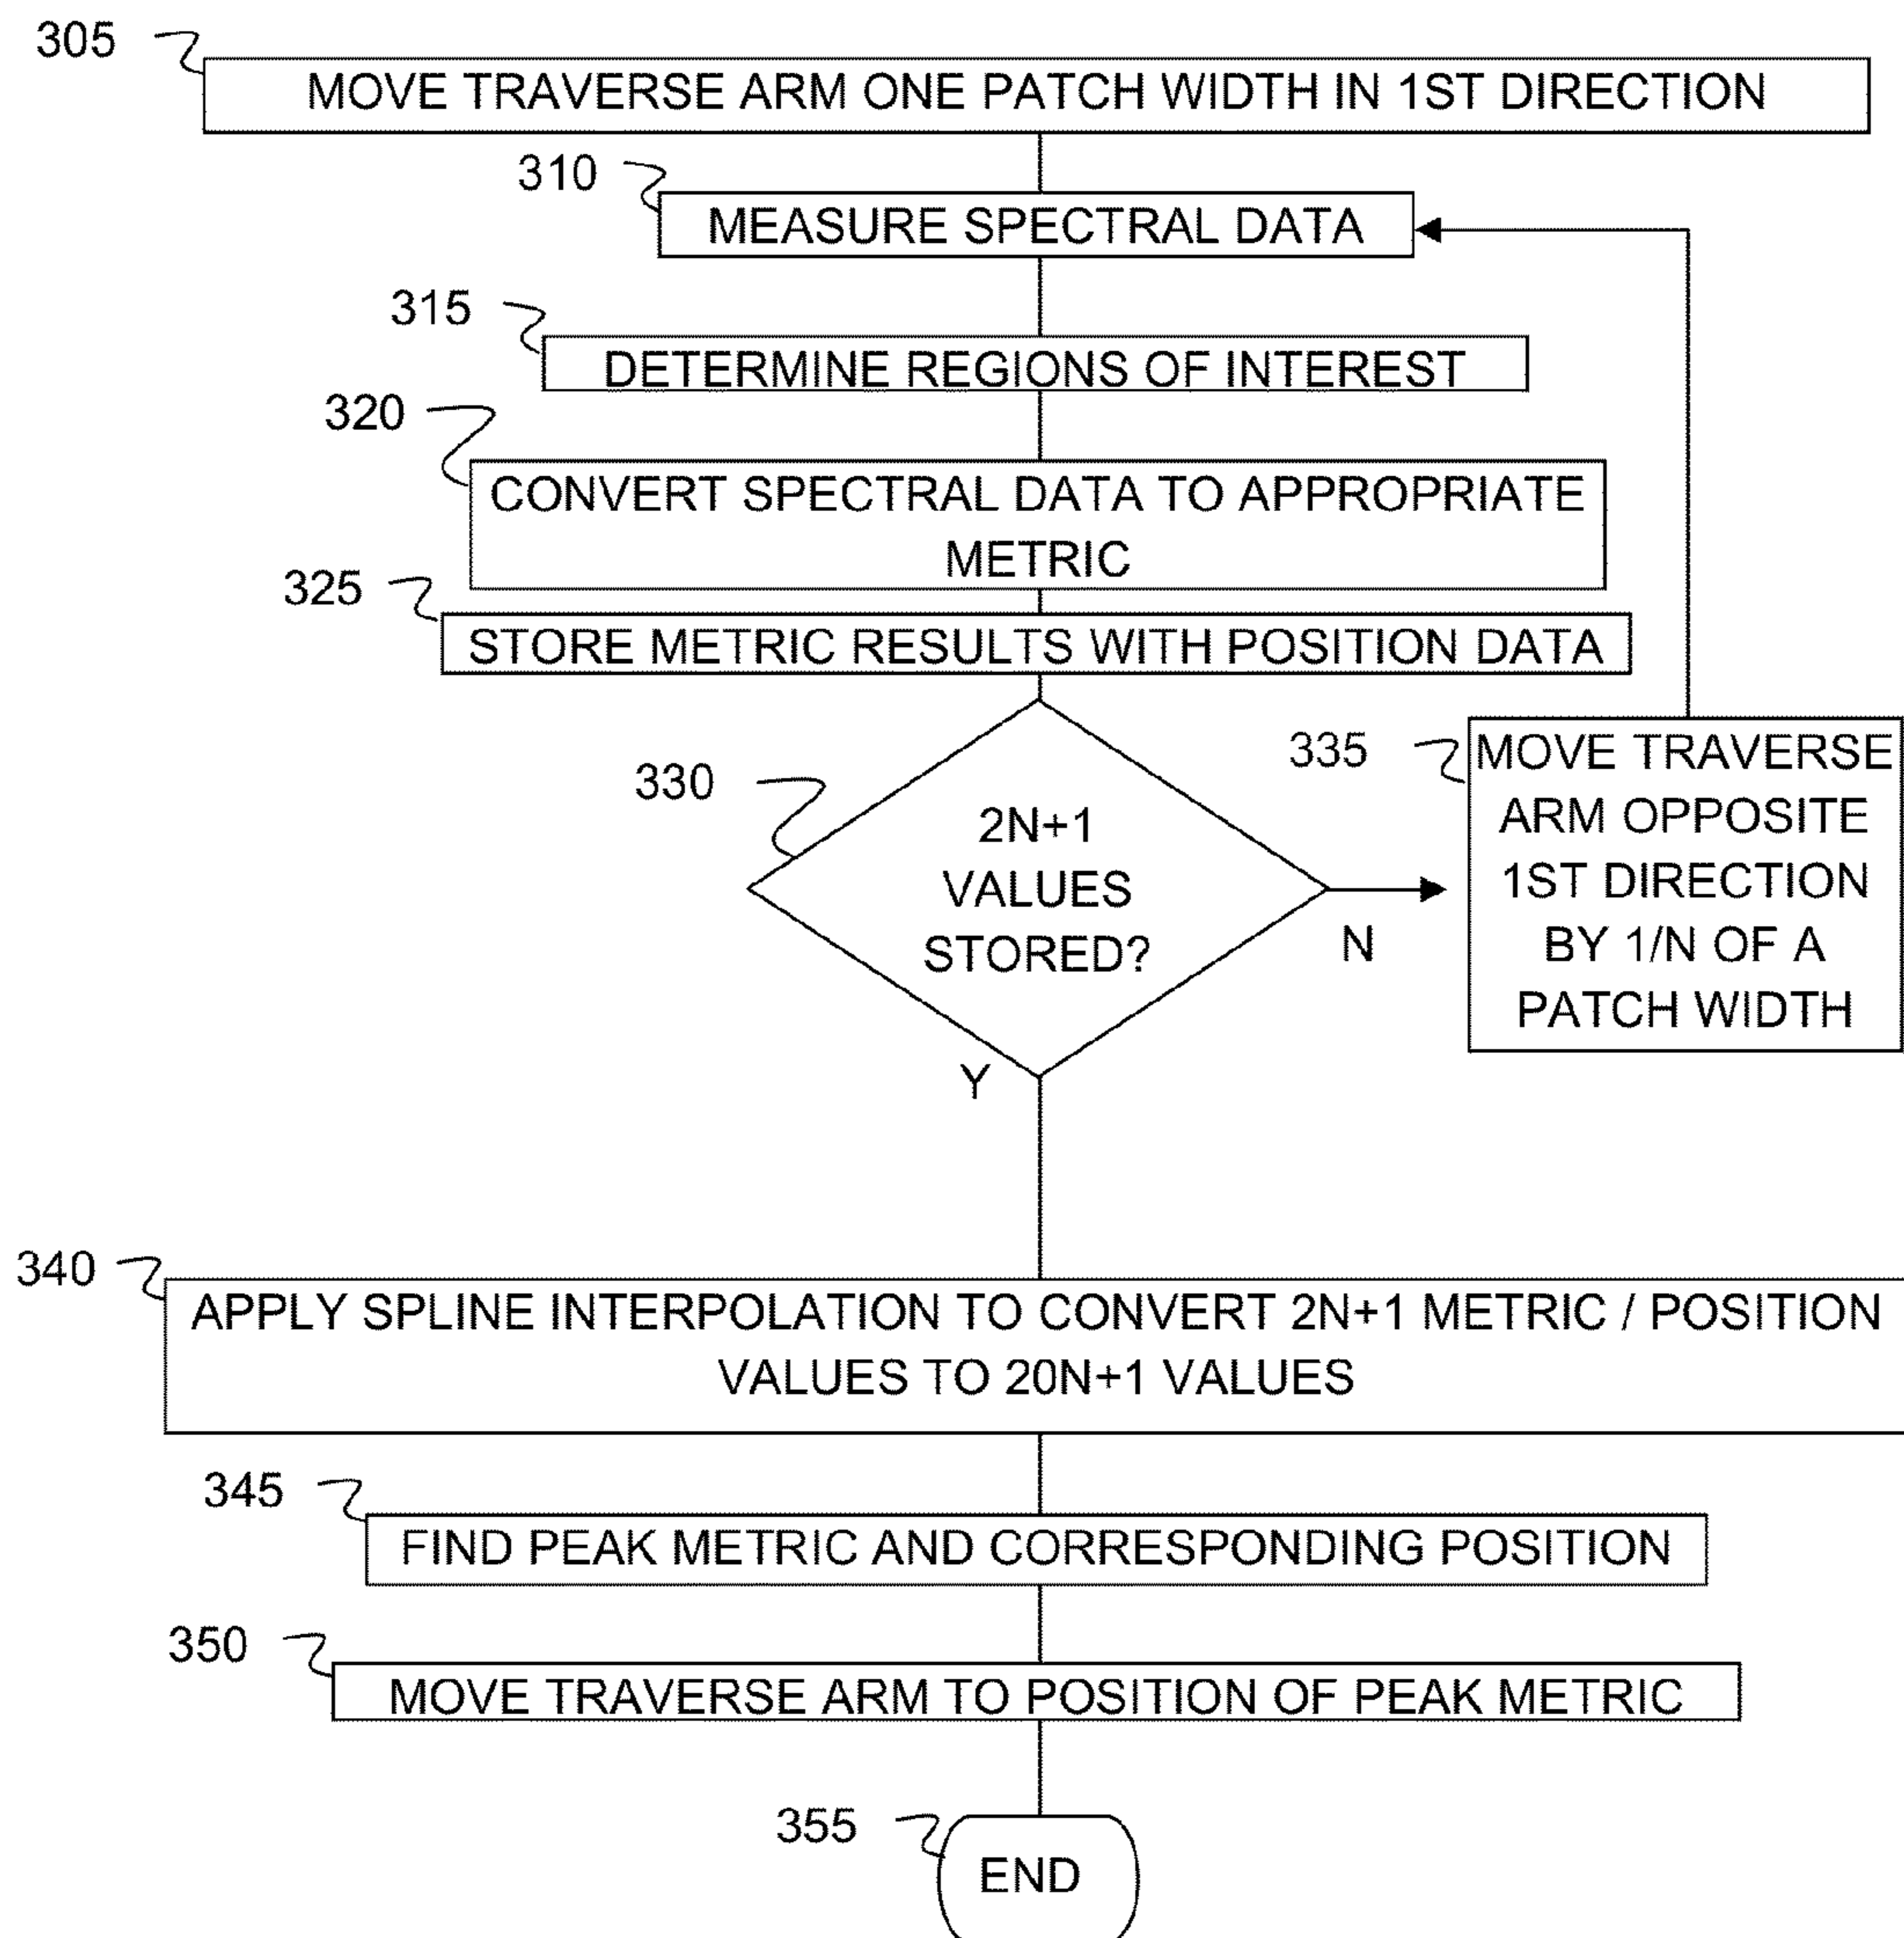 305
MOVE TRAVERSE ARM ONE PATCH WIDTH IN 1ST DIRECTION
310
MEASURE SPECTRAL DATA
315
DETERMINE REGIONS OF INTEREST
320
CONVERT SPECTRAL DATA TO APPROPRIATE
METRIC
325
STORE METRIC RESULTS WITH POSITION DATA
330
2N+1
VALUES
STORED?
N
Y
335
MOVE TRAVERSE
ARM OPPOSITE
1ST DIRECTION
BY 1/N OF A
PATCH WIDTH
340
APPLY SPLINE INTERPOLATION TO CONVERT 2N+1 METRIC / POSITION
VALUES TO 20N+1 VALUES
345
FIND PEAK METRIC AND CORRESPONDING POSITION
350
MOVE TRAVERSE ARM TO POSITION OF PEAK METRIC
355
END